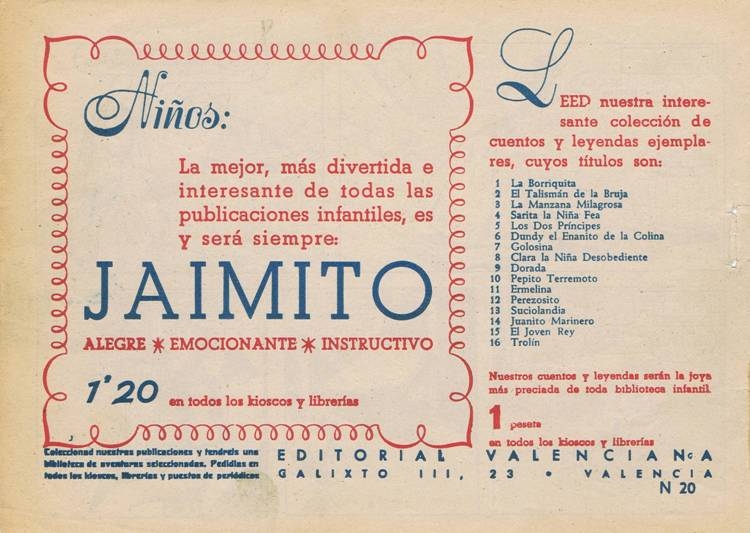 Niños:
La mejor, más divertida e
interesante de todas las
publicaciones infantiles, es
y será siempre:
JAIMITO
ALEGRE * EMOCIONANTE * INSTRUCTIVO
1'20 en todos los kioscos y librerías
LEED nuestra intere-
sante colección de
cuentos y leyendas ejempla-
res, cuyos títulos son:
1 La Borriquita
2 El Talismán de la Bruja
3 La Manzana Milagrosa
4 Sarita la Niña Fea
5 Los Dos Príncipes
6 Dundy el Enanito de la Colina
7 Golosina
8 Clara la Niña Desobediente
9 Dorada
10 Pepito Terremoto
11 Ermelina
12 Perezosito
13 Suciolandia
14 Juanito Marinero
15 El Joven Rey
16 Trolín
Nuestros cuentos y leyendas serán la joya
más preciada de toda biblioteca infantil.
1 peseta
en todos los kioscos y librerías
Coleccionad nuestras publicaciones y tendreis una
biblioteca de aventuras seleccionadas. Pedidlas en
todos los kioscos, librerías y puestos de periódicos
EDITORIAL VALENCIANA
GALIXTO III, 23 • VALENCIA
N 20